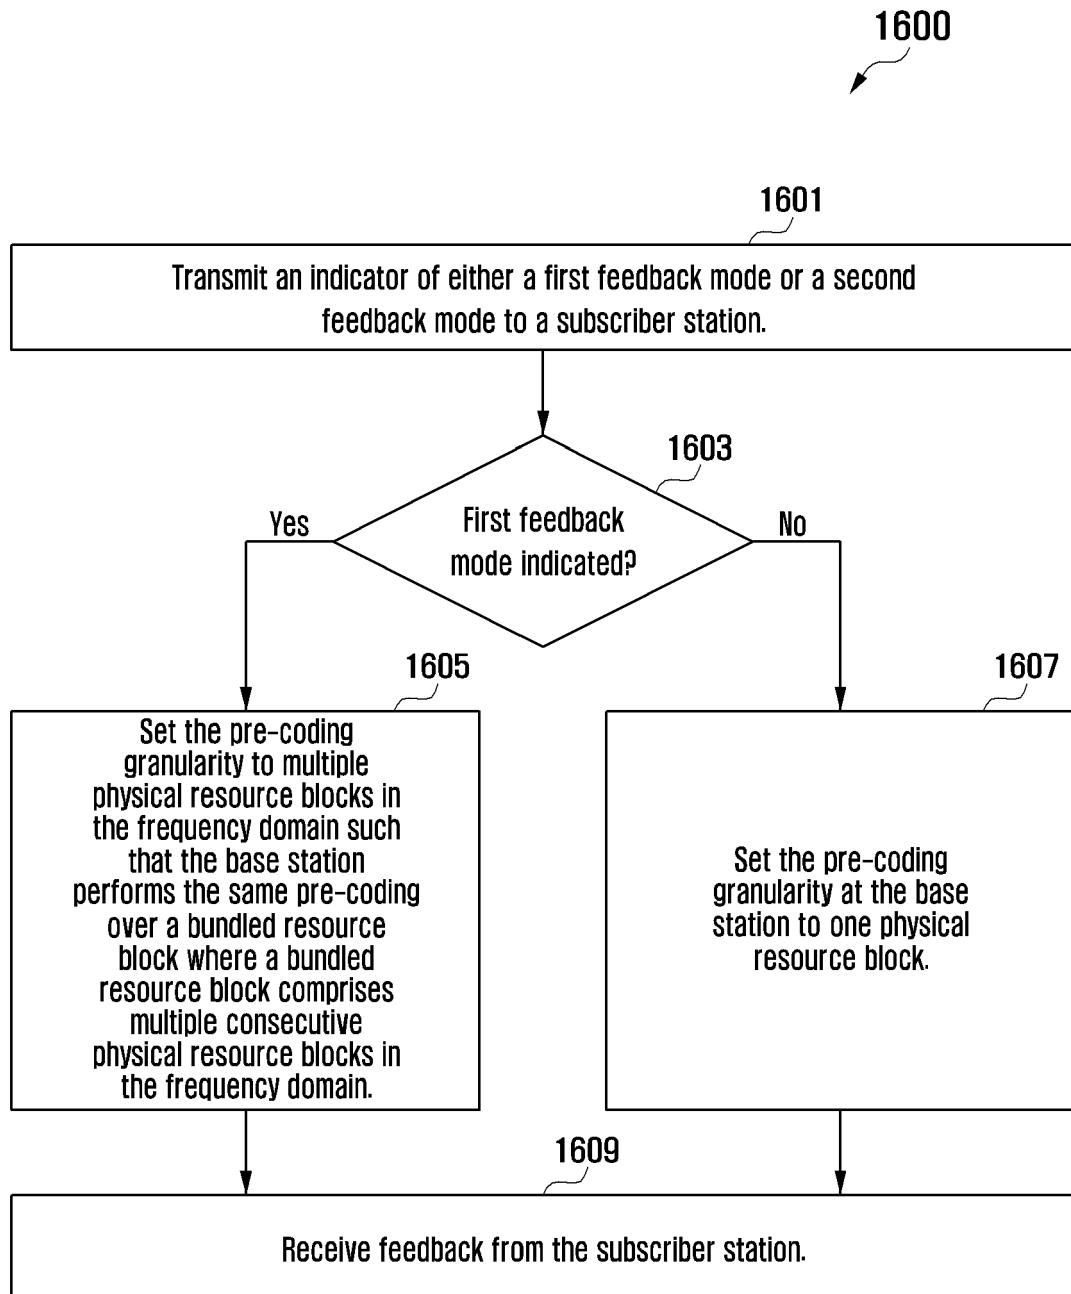 1600
1601
Transmit an indicator of either a first feedback mode or a second
feedback mode to a subscriber station.
1603
First feedback
mode indicated?
Yes
No
1605
Set the pre-coding
granularity to multiple
physical resource blocks in
the frequency domain such
that the base station
performs the same pre-coding
over a bundled resource
block where a bundled
resource block comprises
multiple consecutive
physical resource blocks in
the frequency domain.
1607
Set the pre-coding
granularity at the base
station to one physical
resource block.
1609
Receive feedback from the subscriber station.